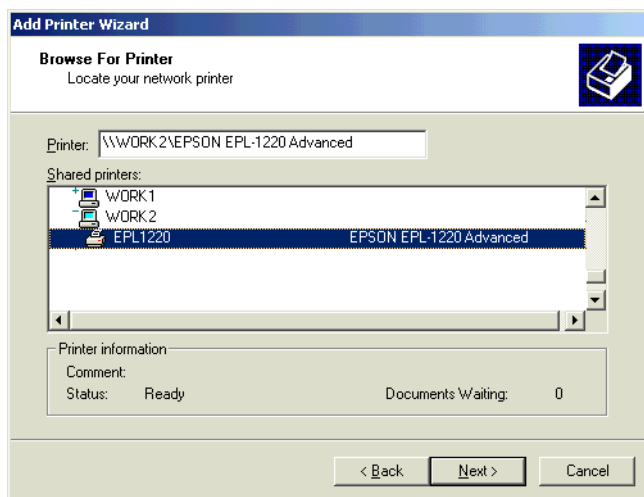 Add Printer Wizard
Browse For Printer
Locate your network printer
Printer: \\WORK2\EPSON EPL-1220 Advanced
Shared printers:
WORK1
WORK2
EPL1220 EPSON EPL-1220 Advanced
Printer information
Comment:
Status: Ready Documents Waiting: 0
< Back Next > Cancel